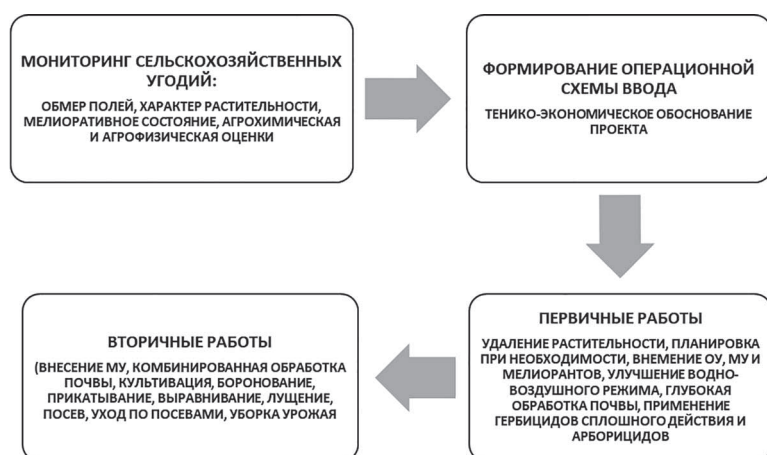 МОНИТОРИНГ СЕЛЬСКОХОЗЯЙСТВЕННЫХ
УГОДИЙ:
ОБМЕР ПОЛЕЙ, ХАРАКТЕР РАСТИТЕЛЬНОСТИ,
МЕЛИОРАТИВНОЕ СОСТОЯНИЕ, АГРОХИМИЧЕСКАЯ
И АГРОФИЗИЧЕСКАЯ ОЦЕНКИ
ФОРМИРОВАНИЕ ОПЕРАЦИОННОЙ
СХЕМЫ ВВОДА
ТЕНИКО-ЭКОНОМИЧЕСКОЕ ОБОСНОВАНИЕ
ПРОЕКТА
ПЕРВИЧНЫЕ РАБОТЫ
УДАЛЕНИЕ РАСТИТЕЛЬНОСТИ, ПЛАНИРОВКА
ПРИ НЕОБХОДИМОСТИ, ВНЕМЕНИЕ ОУ, МУ И
МЕЛИОРАНТОВ, УЛУЧШЕНИЕ ВОДНО-
ВОЗДУШНОГО РЕЖИМА, ГЛУБОКАЯ
ОБРАБОТКА ПОЧВЫ, ПРИМЕНЕНИЕ
ГЕРБИЦИДОВ СПЛОШНОГО ДЕЙСТВИЯ И
АРБОРИЦИДОВ
ВТОРИЧНЫЕ РАБОТЫ
(ВНЕСЕНИЕ МУ, КОМБИНИРОВАННАЯ ОБРАБОТКА
ПОЧВЫ, КУЛЬТИВАЦИЯ, БОРОНОВАНИЕ,
ПРИКАТЫВАНИЕ, ВЫРАВНИВАНИЕ, ЛУЩЕНИЕ,
ПОСЕВ, УХОД ПО ПОСЕВАМИ, УБОРКА УРОЖАЯ